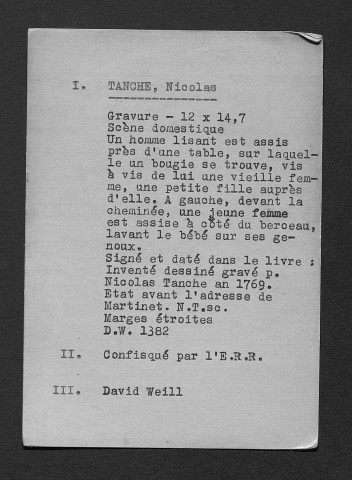 I. TANCHE, Nicolas
Gravure - 12 x 14,7
Scène domestique
Un homme lisant est assis
près d'une table, sur laquel-
le un bougie se trouve, vis
à vis de lui une vieille fem-
me, une petite fille auprès
d'elle. A gauche, devant la
cheminée, une jeune femme
est assise à côté du berceau,
lavant le bébé sur ses ge-
noux.
Signé et daté dans le livre :
Inventé dessiné gravé p.
Nicolas Tanche an 1769.
Etat avant l'adresse de
Martinet. N.T.sc.
Marges étroites
D.W. 1382
II. Confisqué par l'E.R.R.
III. David Weill